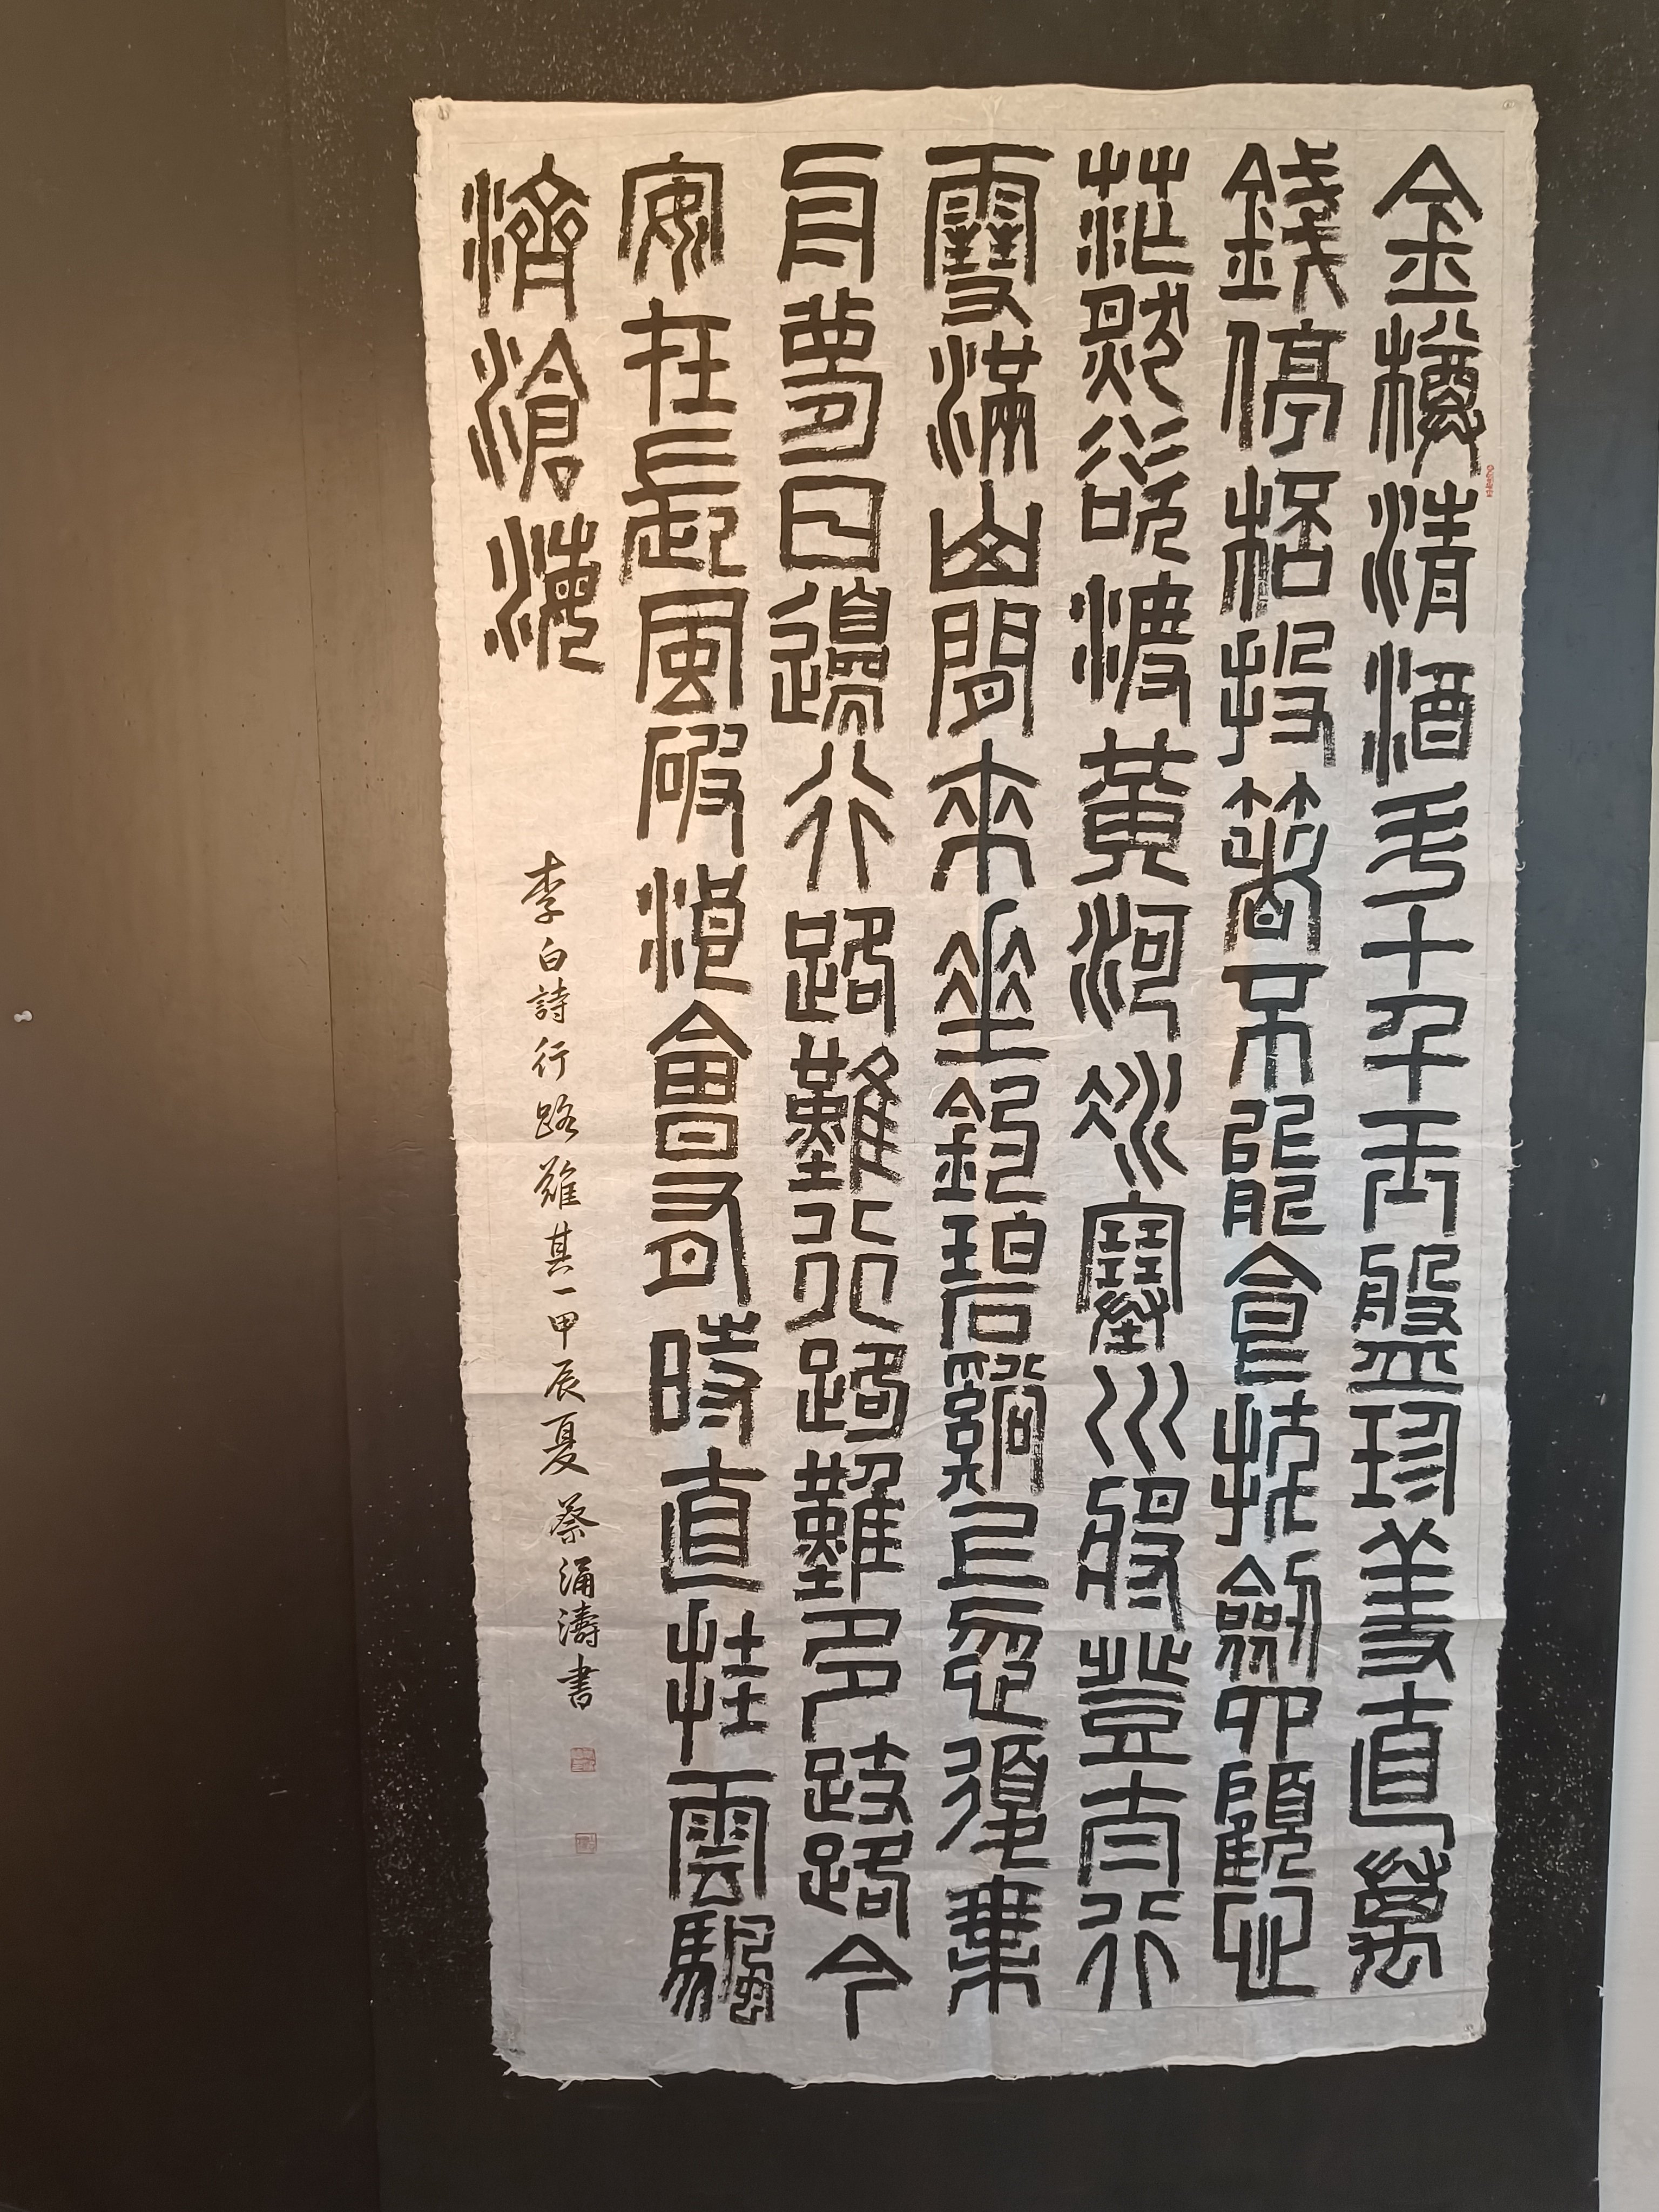 金樽清酒斗十千玉盤珍羞直萬
錢停杯投箸不能食拔劍四顧心
茫然欲渡黃河冰塞川將登太行
雪滿山閒來坐釣碧谿上忽復乘
舟夢日邊行路難行路難多歧路今
安在長風破浪會有時直挂雲帆
濟滄海
李白詩行路難其一甲辰夏蔡涌濤書